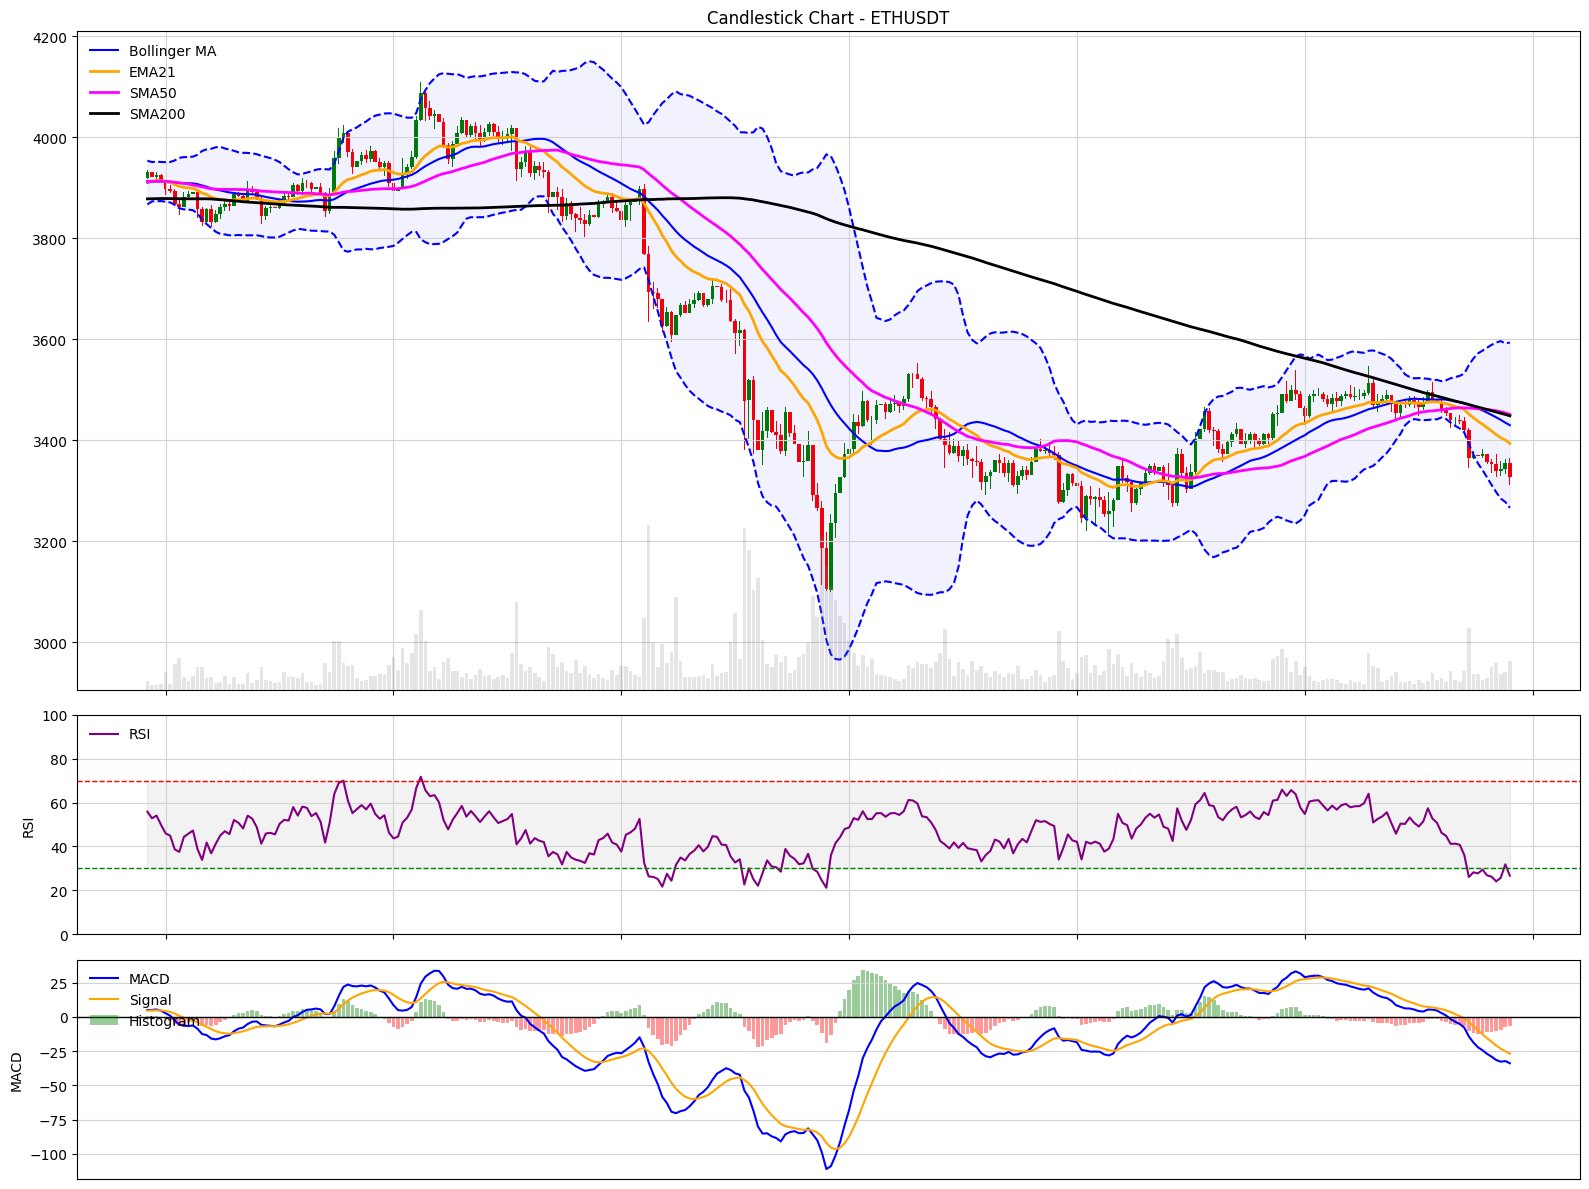 Candlestick Chart - ETHUSDT
4200
4000
3800
3600
3400
3200
3000
Bollinger MA
EMA21
SMA50
SMA200
100
80
60
40
20
0
RSI
RSI
25
0
−25
−50
−75
−100
MACD
MACD
Signal
Histogram